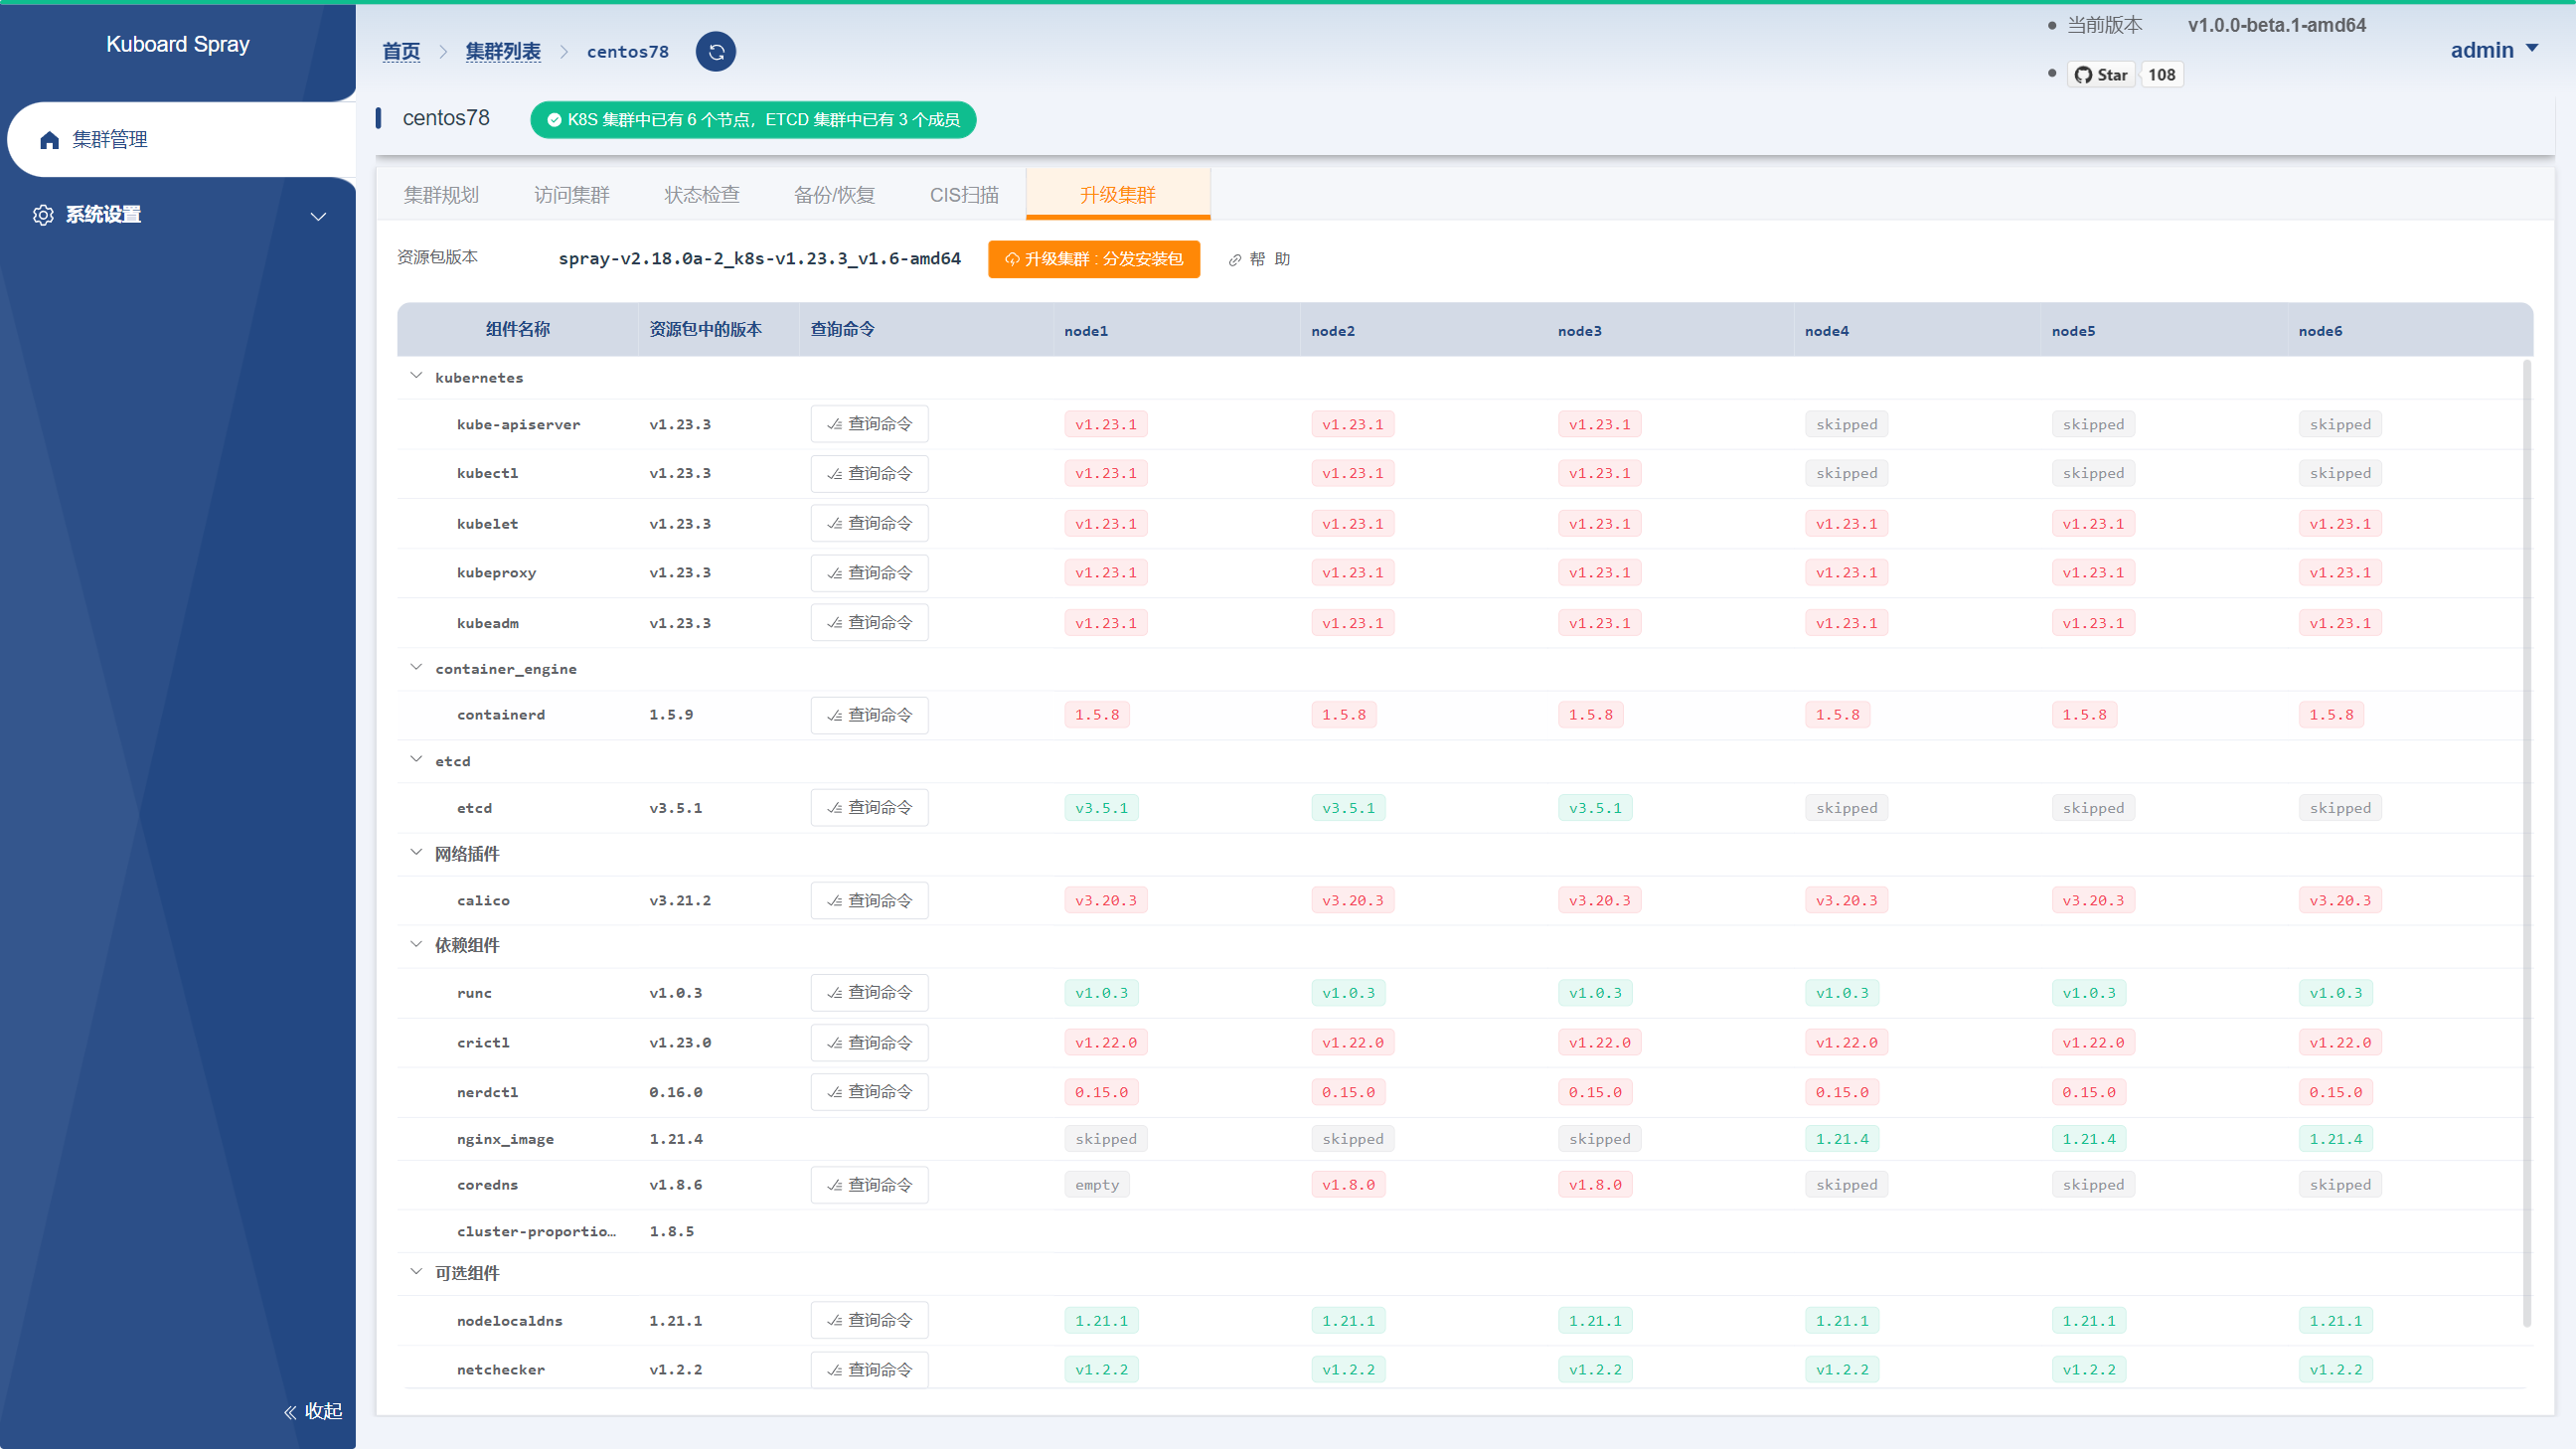 Kuboard Spray
首页 集群列表 centos78
当前版本 v1.0.0-beta.1-amd64
Star 108
admin
集群管理
系统设置
centos78 K8S 集群中已有 6 个节点，ETCD 集群中已有 3 个成员
集群规划 访问集群 状态检查 备份/恢复 CIS扫描 升级集群
资源包版本 spray-v2.18.0a-2_k8s-v1.23.3_v1.6-amd64 升级集群 : 分发安装包 帮 助
组件名称 资源包中的版本 查询命令 node1 node2 node3 node4 node5 node6
kubernetes
kube-apiserver v1.23.3 查询命令 v1.23.1 v1.23.1 v1.23.1 skipped skipped skipped
kubectl v1.23.3 查询命令 v1.23.1 v1.23.1 v1.23.1 skipped skipped skipped
kubelet v1.23.3 查询命令 v1.23.1 v1.23.1 v1.23.1 v1.23.1 v1.23.1 v1.23.1
kubeproxy v1.23.3 查询命令 v1.23.1 v1.23.1 v1.23.1 v1.23.1 v1.23.1 v1.23.1
kubeadm v1.23.3 查询命令 v1.23.1 v1.23.1 v1.23.1 v1.23.1 v1.23.1 v1.23.1
container_engine
containerd 1.5.9 查询命令 1.5.8 1.5.8 1.5.8 1.5.8 1.5.8 1.5.8
etcd
etcd v3.5.1 查询命令 v3.5.1 v3.5.1 v3.5.1 skipped skipped skipped
网络插件
calico v3.21.2 查询命令 v3.20.3 v3.20.3 v3.20.3 v3.20.3 v3.20.3 v3.20.3
依赖组件
runc v1.0.3 查询命令 v1.0.3 v1.0.3 v1.0.3 v1.0.3 v1.0.3 v1.0.3
crictl v1.23.0 查询命令 v1.22.0 v1.22.0 v1.22.0 v1.22.0 v1.22.0 v1.22.0
nerdctl 0.16.0 查询命令 0.15.0 0.15.0 0.15.0 0.15.0 0.15.0 0.15.0
nginx_image 1.21.4 skipped skipped skipped 1.21.4 1.21.4 1.21.4
coredns v1.8.6 查询命令 empty v1.8.0 v1.8.0 skipped skipped skipped
cluster-proportio… 1.8.5
可选组件
nodelocaldns 1.21.1 查询命令 1.21.1 1.21.1 1.21.1 1.21.1 1.21.1 1.21.1
netchecker v1.2.2 查询命令 v1.2.2 v1.2.2 v1.2.2 v1.2.2 v1.2.2 v1.2.2
收起